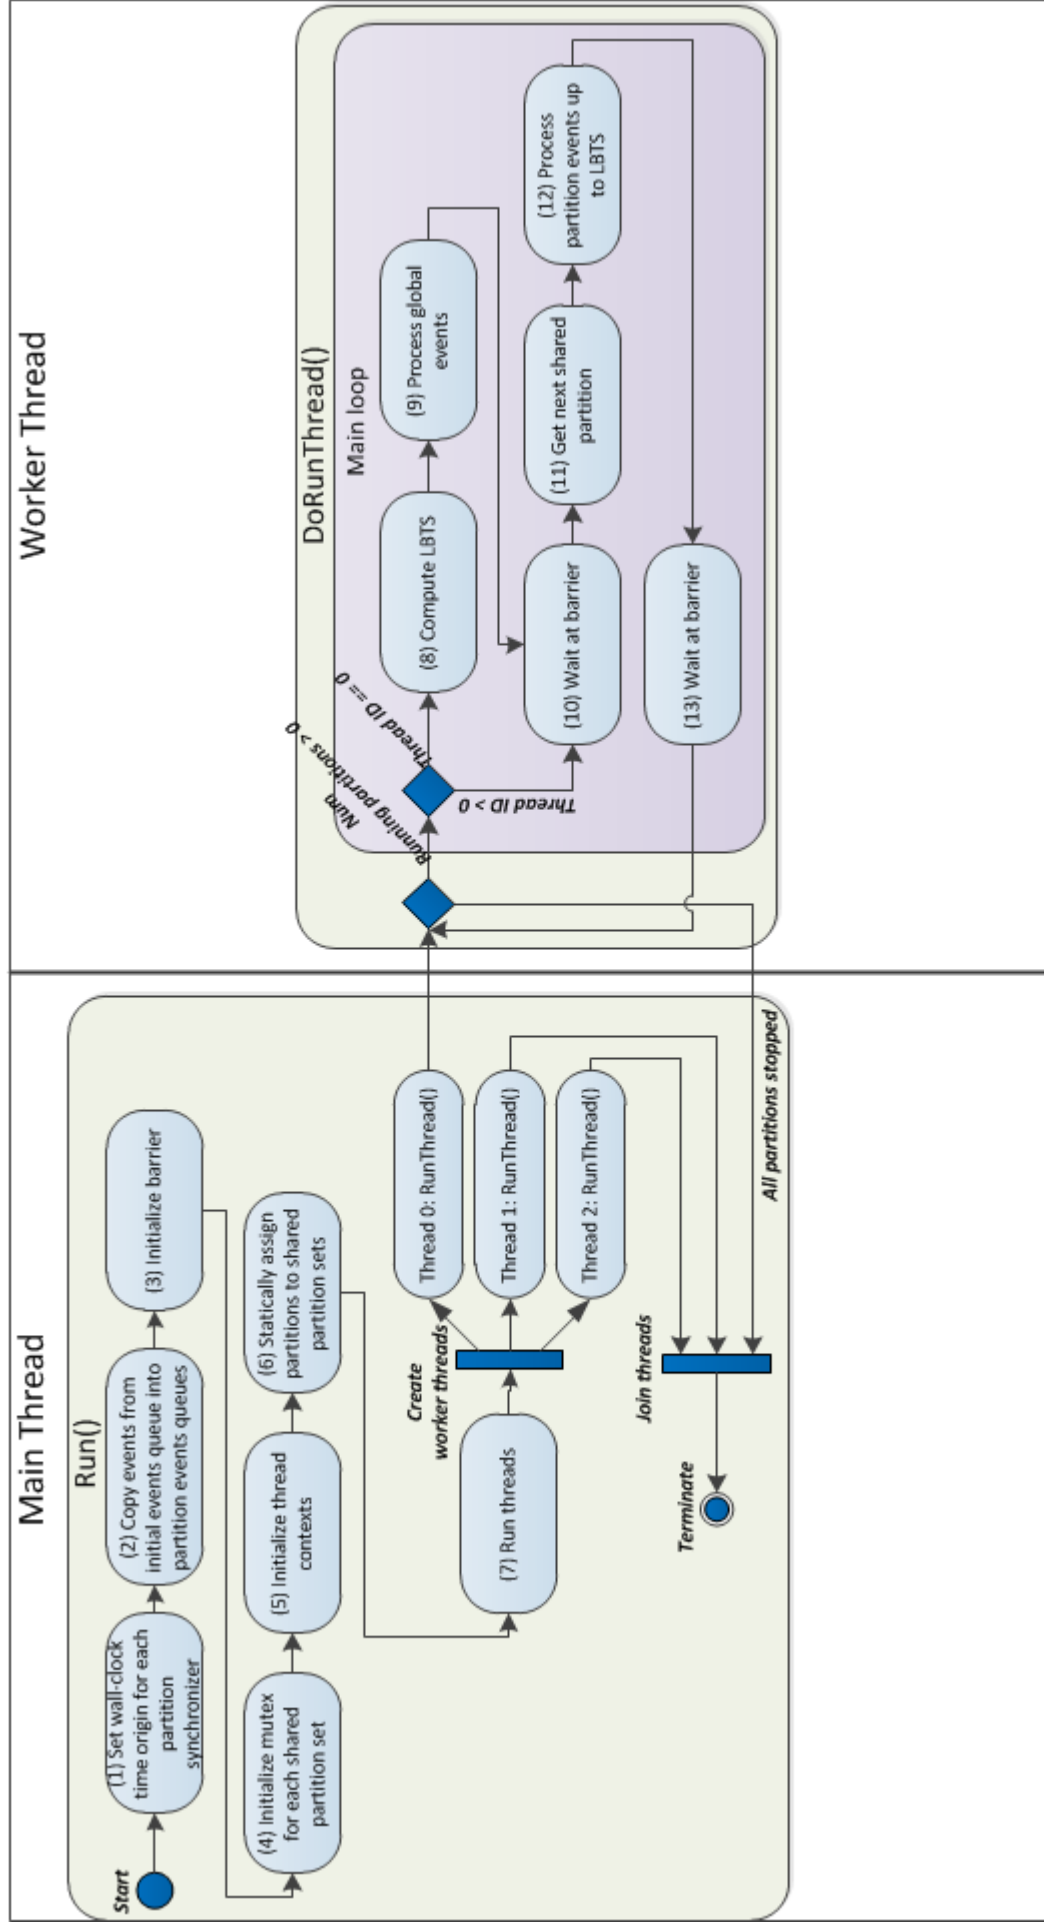 Main Thread
Run()
Start
(1) Set wall-clock
time origin for each
partition
synchronizer
(2) Copy events from
initial events queue into
partition events queues
(3) Initialize barrier
(4) Initialize mutex
for each shared
partition set
(5) Initialize thread
contexts
(6) Statically assign
partitions to shared
partition sets
(7) Run threads
Create
worker threads
Thread 0: RunThread()
Thread 1: RunThread()
Thread 2: RunThread()
Join threads
Terminate
All partitions stopped
Worker Thread
DoRunThread()
Main loop
Num
Running partitions > 0
Thread ID == 0
Thread ID > 0
(8) Compute LBTS
(9) Process global
events
(10) Wait at barrier
(11) Get next shared
partition
(12) Process
partition events up
to LBTS
(13) Wait at barrier